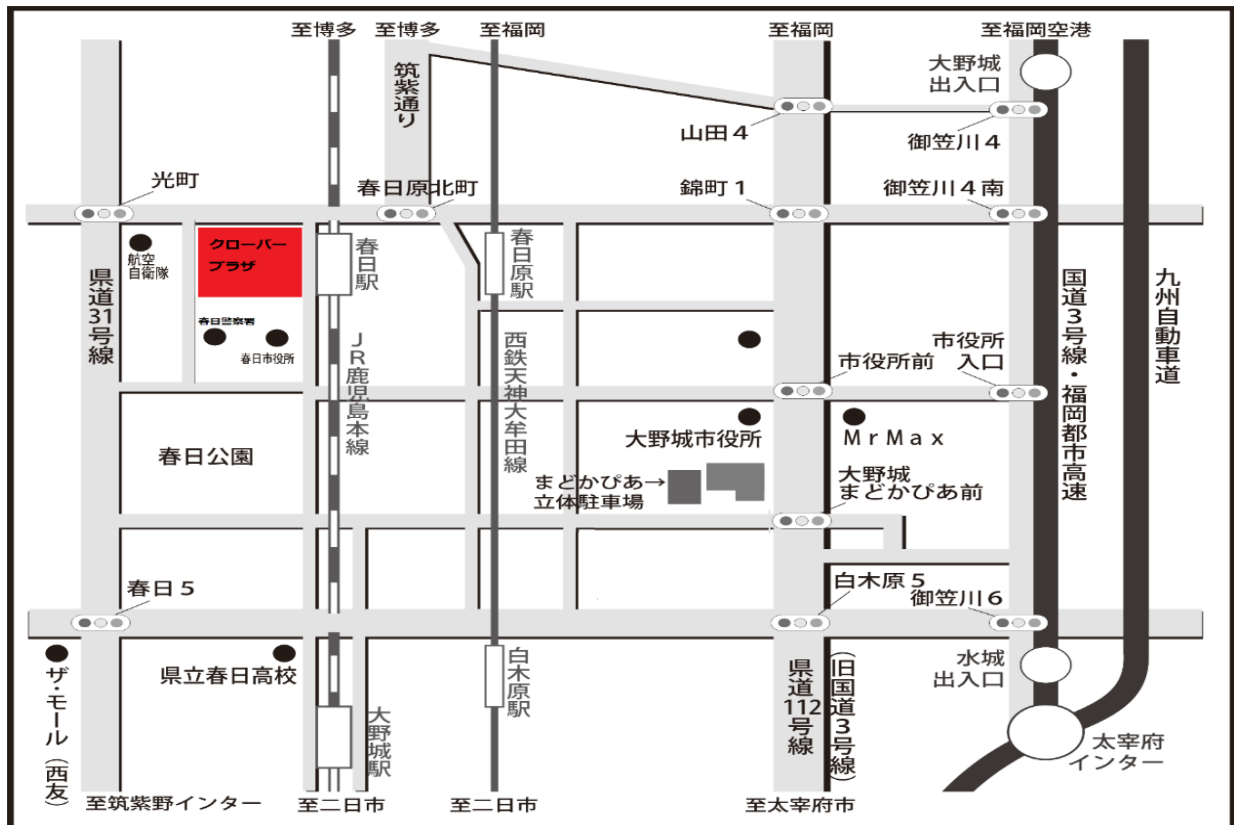 至博多
至博多
至福岡
至福岡
至福岡空港
大野城
出入口
筑紫通り
山田4
御笠川4
光町
春日原北町
錦町1
御笠川4南
クローバー
プラザ
航空
自衛隊
春日駅
春日原駅
県道31号線
国道3号線・福岡都市高速
九州自動車道
春日警察署
春日市役所
JR鹿児島本線
西鉄天神大牟田線
市役所前
市役所
入口
春日公園
大野城市役所
MrMax
まどかぴあ→
立体駐車場
大野城
まどかぴあ前
春日5
白木原5
御笠川6
ザ・モール(西友)
県立春日高校
大野城駅
白木原駅
県道112号線
(旧国道3号線)
水城
出入口
太宰府
インター
至筑紫野インター
至二日市
至二日市
至太宰府市